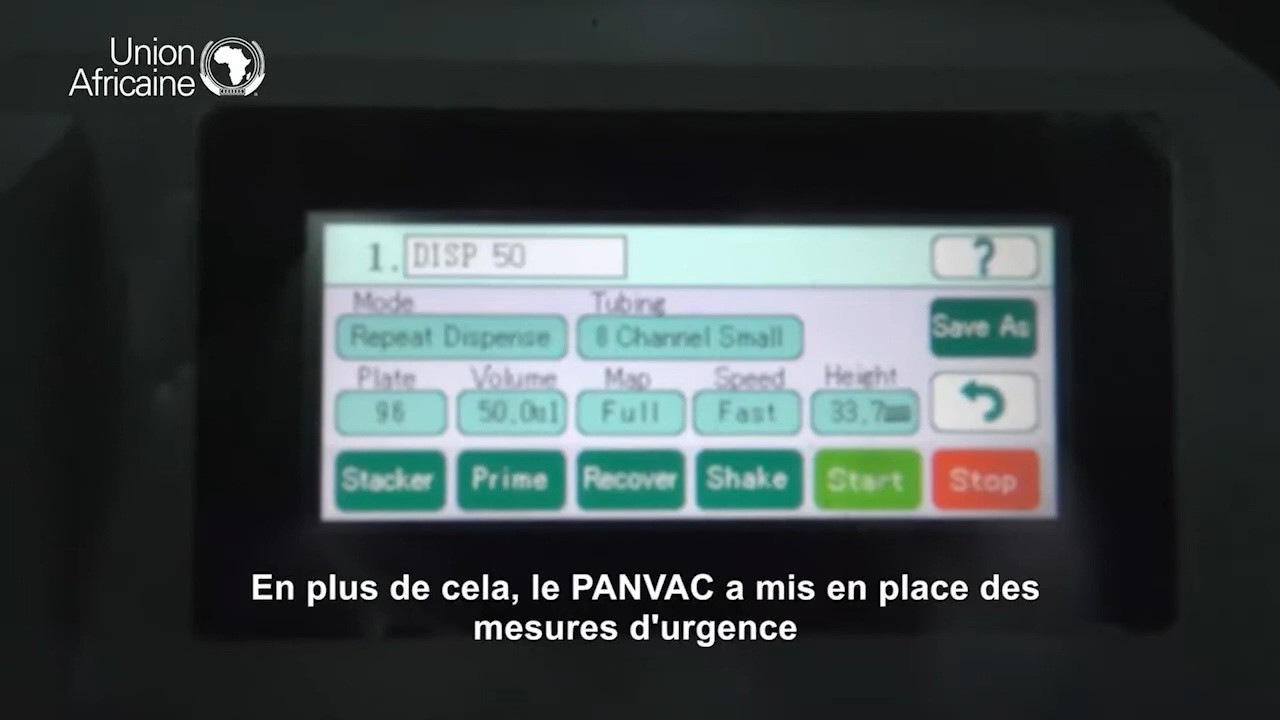 Union
Africaine
1. DISP 50
?
Mode Tubing
Repeat Dispense 8 Channel Small
Save As
Plate Volume Map Speed Height
96 50.0ul Full Fast 33.7mm
Stacker Prime Recover Shake Start Stop
En plus de cela, le PANVAC a mis en place des
mesures d'urgence